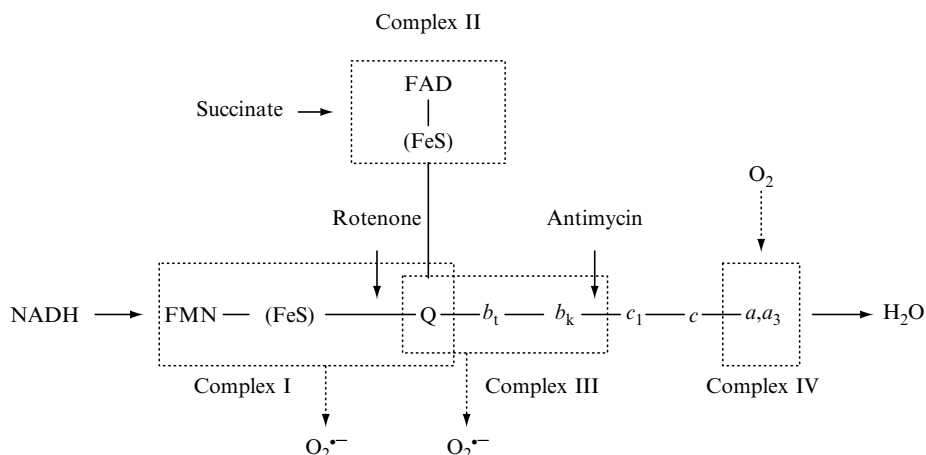 Complex II
FAD
Succinate
(FeS)
O₂
Rotenone
Antimycin
NADH
FMN
(FeS)
Q
bₜ
bₖ
c₁
c
a,a₃
H₂O
Complex I
Complex III
Complex IV
O₂•−
O₂•−